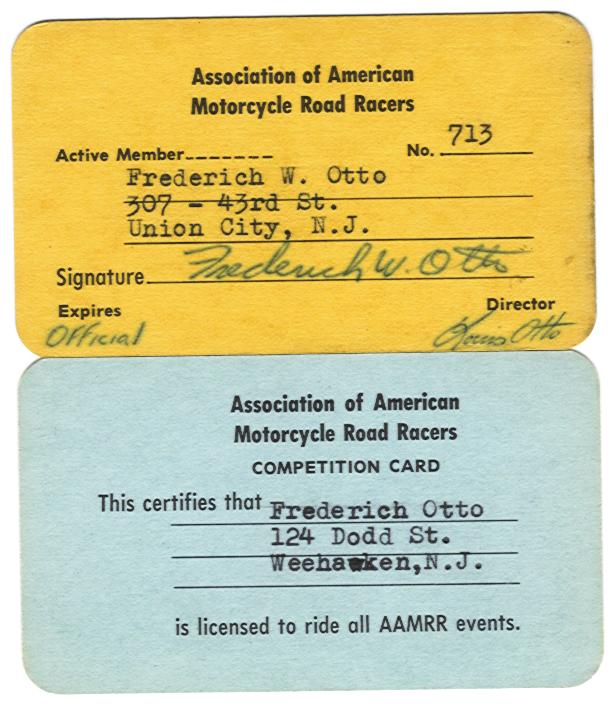 Association of American
Motorcycle Road Racers
Active Member-------
No. 713
Frederich W. Otto
307 - 43rd St.
Union City, N.J.
Signature Frederich W. Otto
Expires
Director
Official
Louis Otto
Association of American
Motorcycle Road Racers
COMPETITION CARD
This certifies that Frederich Otto
124 Dodd St.
Weehawken,N.J.
is licensed to ride all AAMRR events.